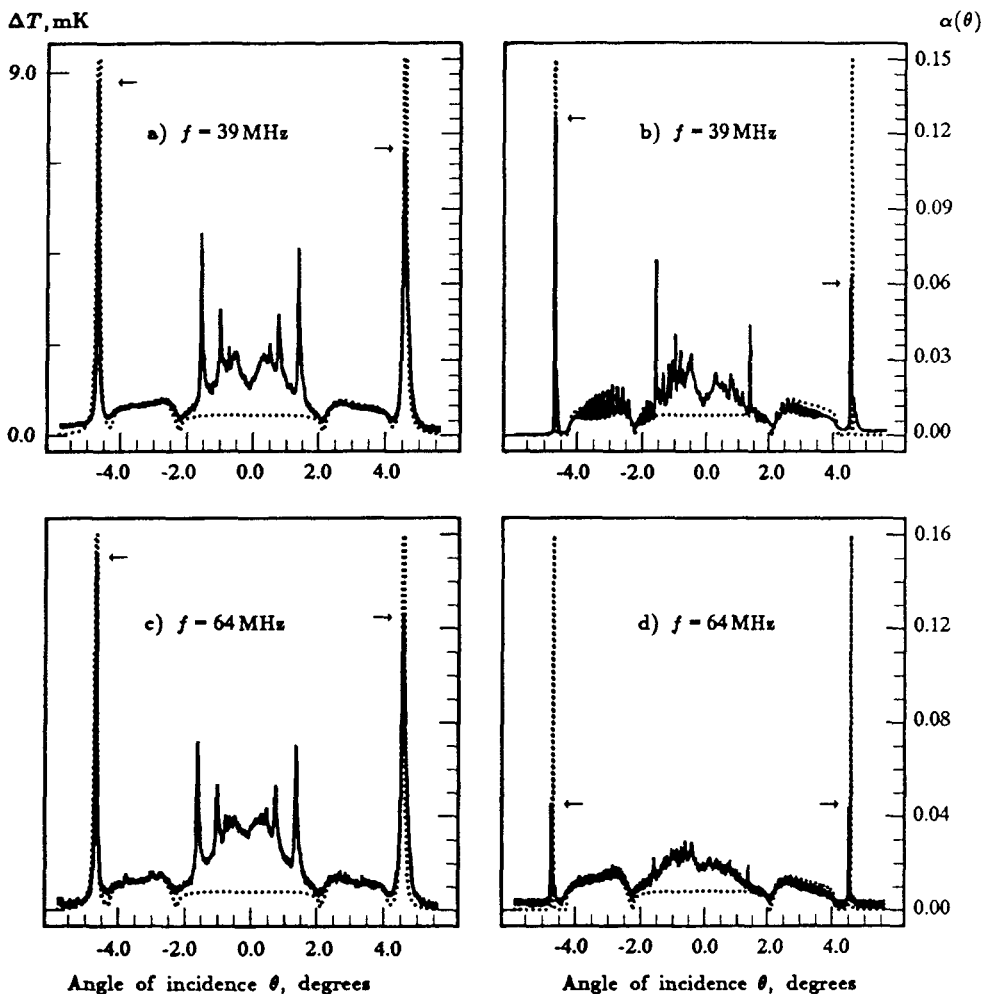 ΔT, mK
α(θ)
9.0
0.0
a) f = 39 MHz
-4.0 -2.0 0.0 2.0 4.0
b) f = 39 MHz
0.15
0.12
0.09
0.06
0.03
0.00
-4.0 -2.0 0.0 2.0 4.0
c) f = 64 MHz
-4.0 -2.0 0.0 2.0 4.0
Angle of incidence θ, degrees
d) f = 64 MHz
0.16
0.12
0.08
0.04
0.00
-4.0 -2.0 0.0 2.0 4.0
Angle of incidence θ, degrees